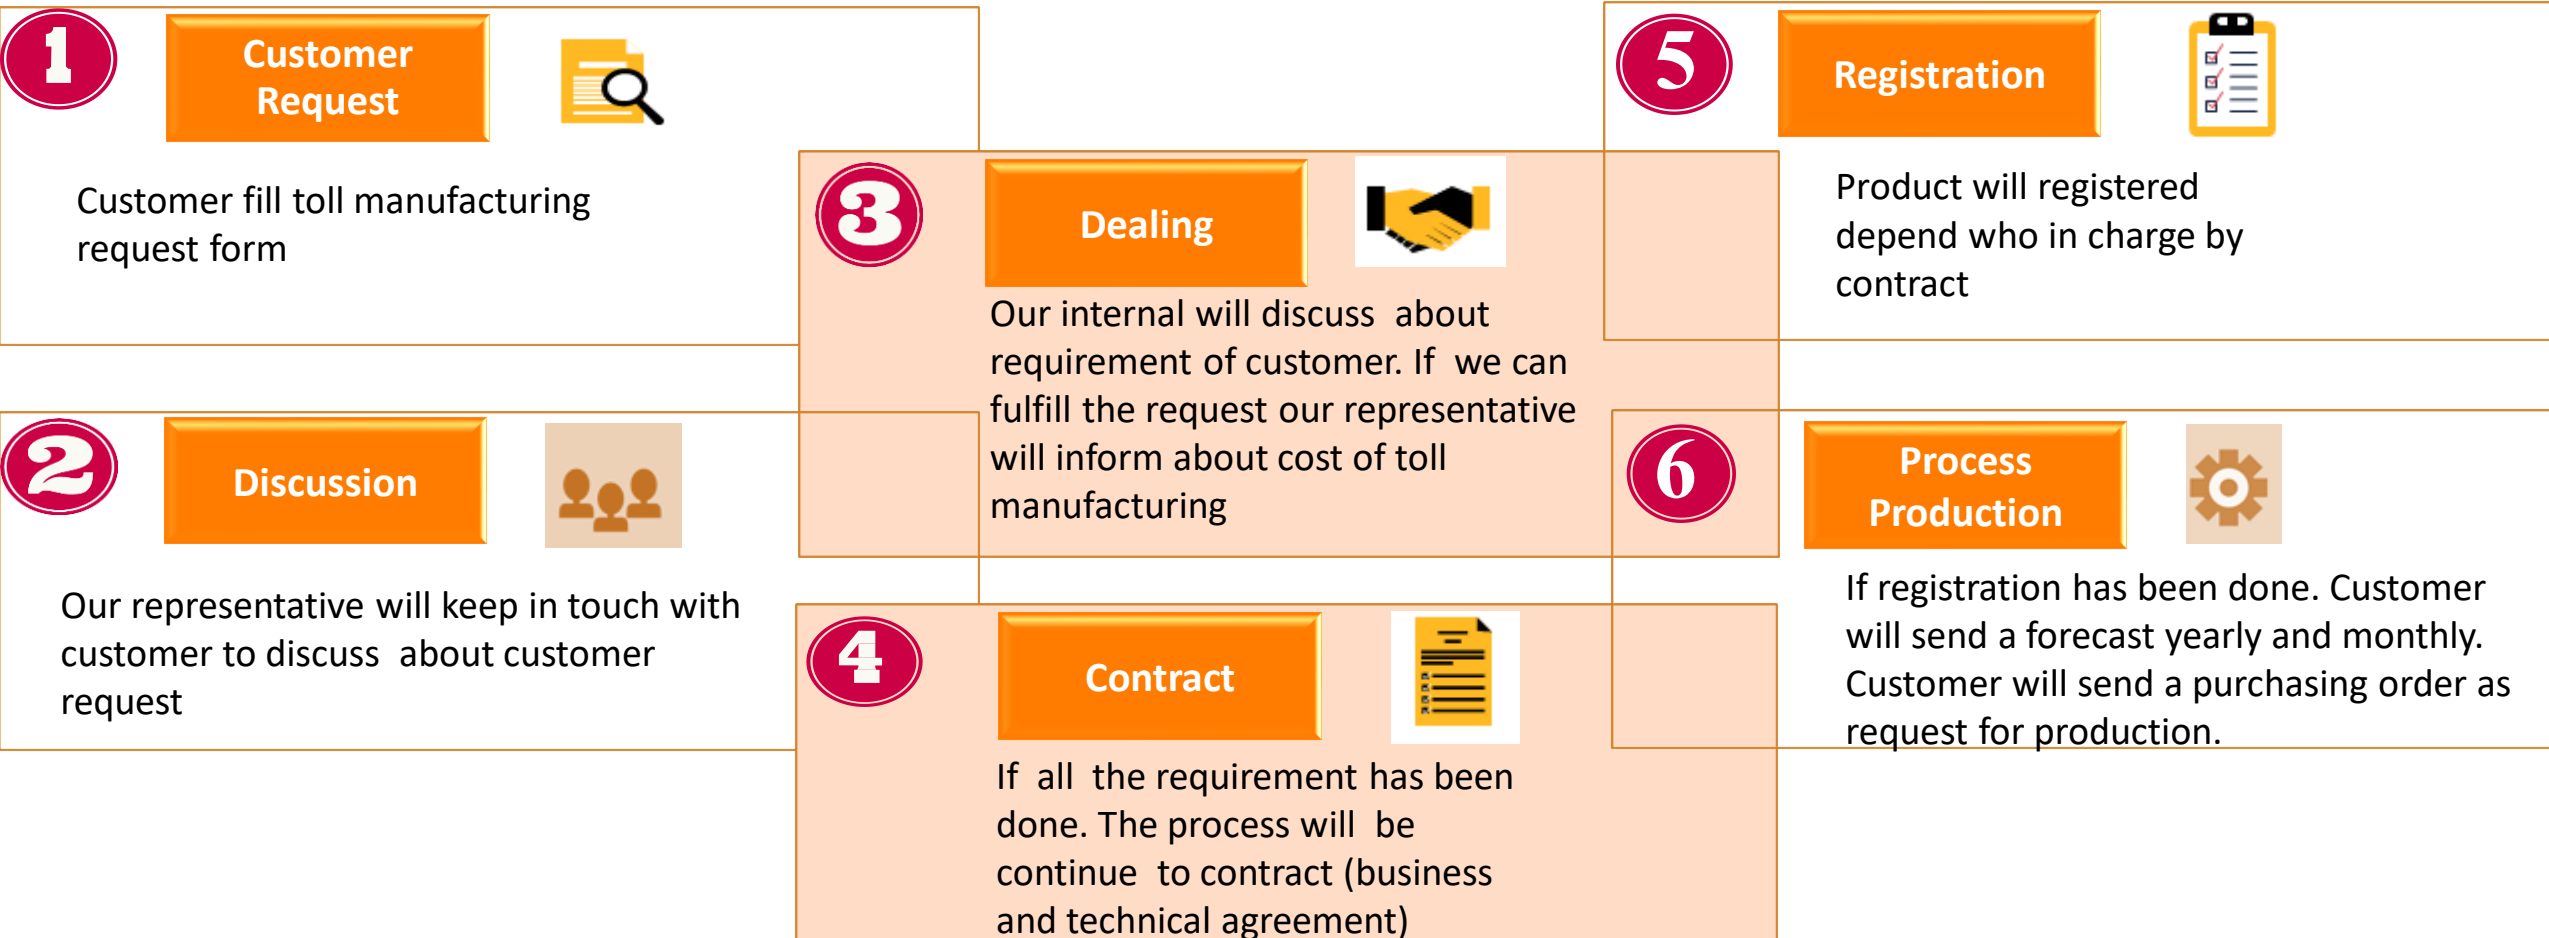 1
Customer
Request
Customer fill toll manufacturing
request form
2
Discussion
Our representative will keep in touch with
customer to discuss  about customer
request
3
Dealing
Our internal will discuss  about
requirement of customer. If  we can
fulfill the request our representative
will inform about cost of toll
manufacturing
4
Contract
If  all  the requirement has been
done. The process will  be
continue  to contract (business
and technical agreement)
5
Registration
Product will registered
depend who in charge by
contract
6
Process
Production
If registration has been done. Customer
will send a forecast yearly and monthly.
Customer will send a purchasing order as
request for production.